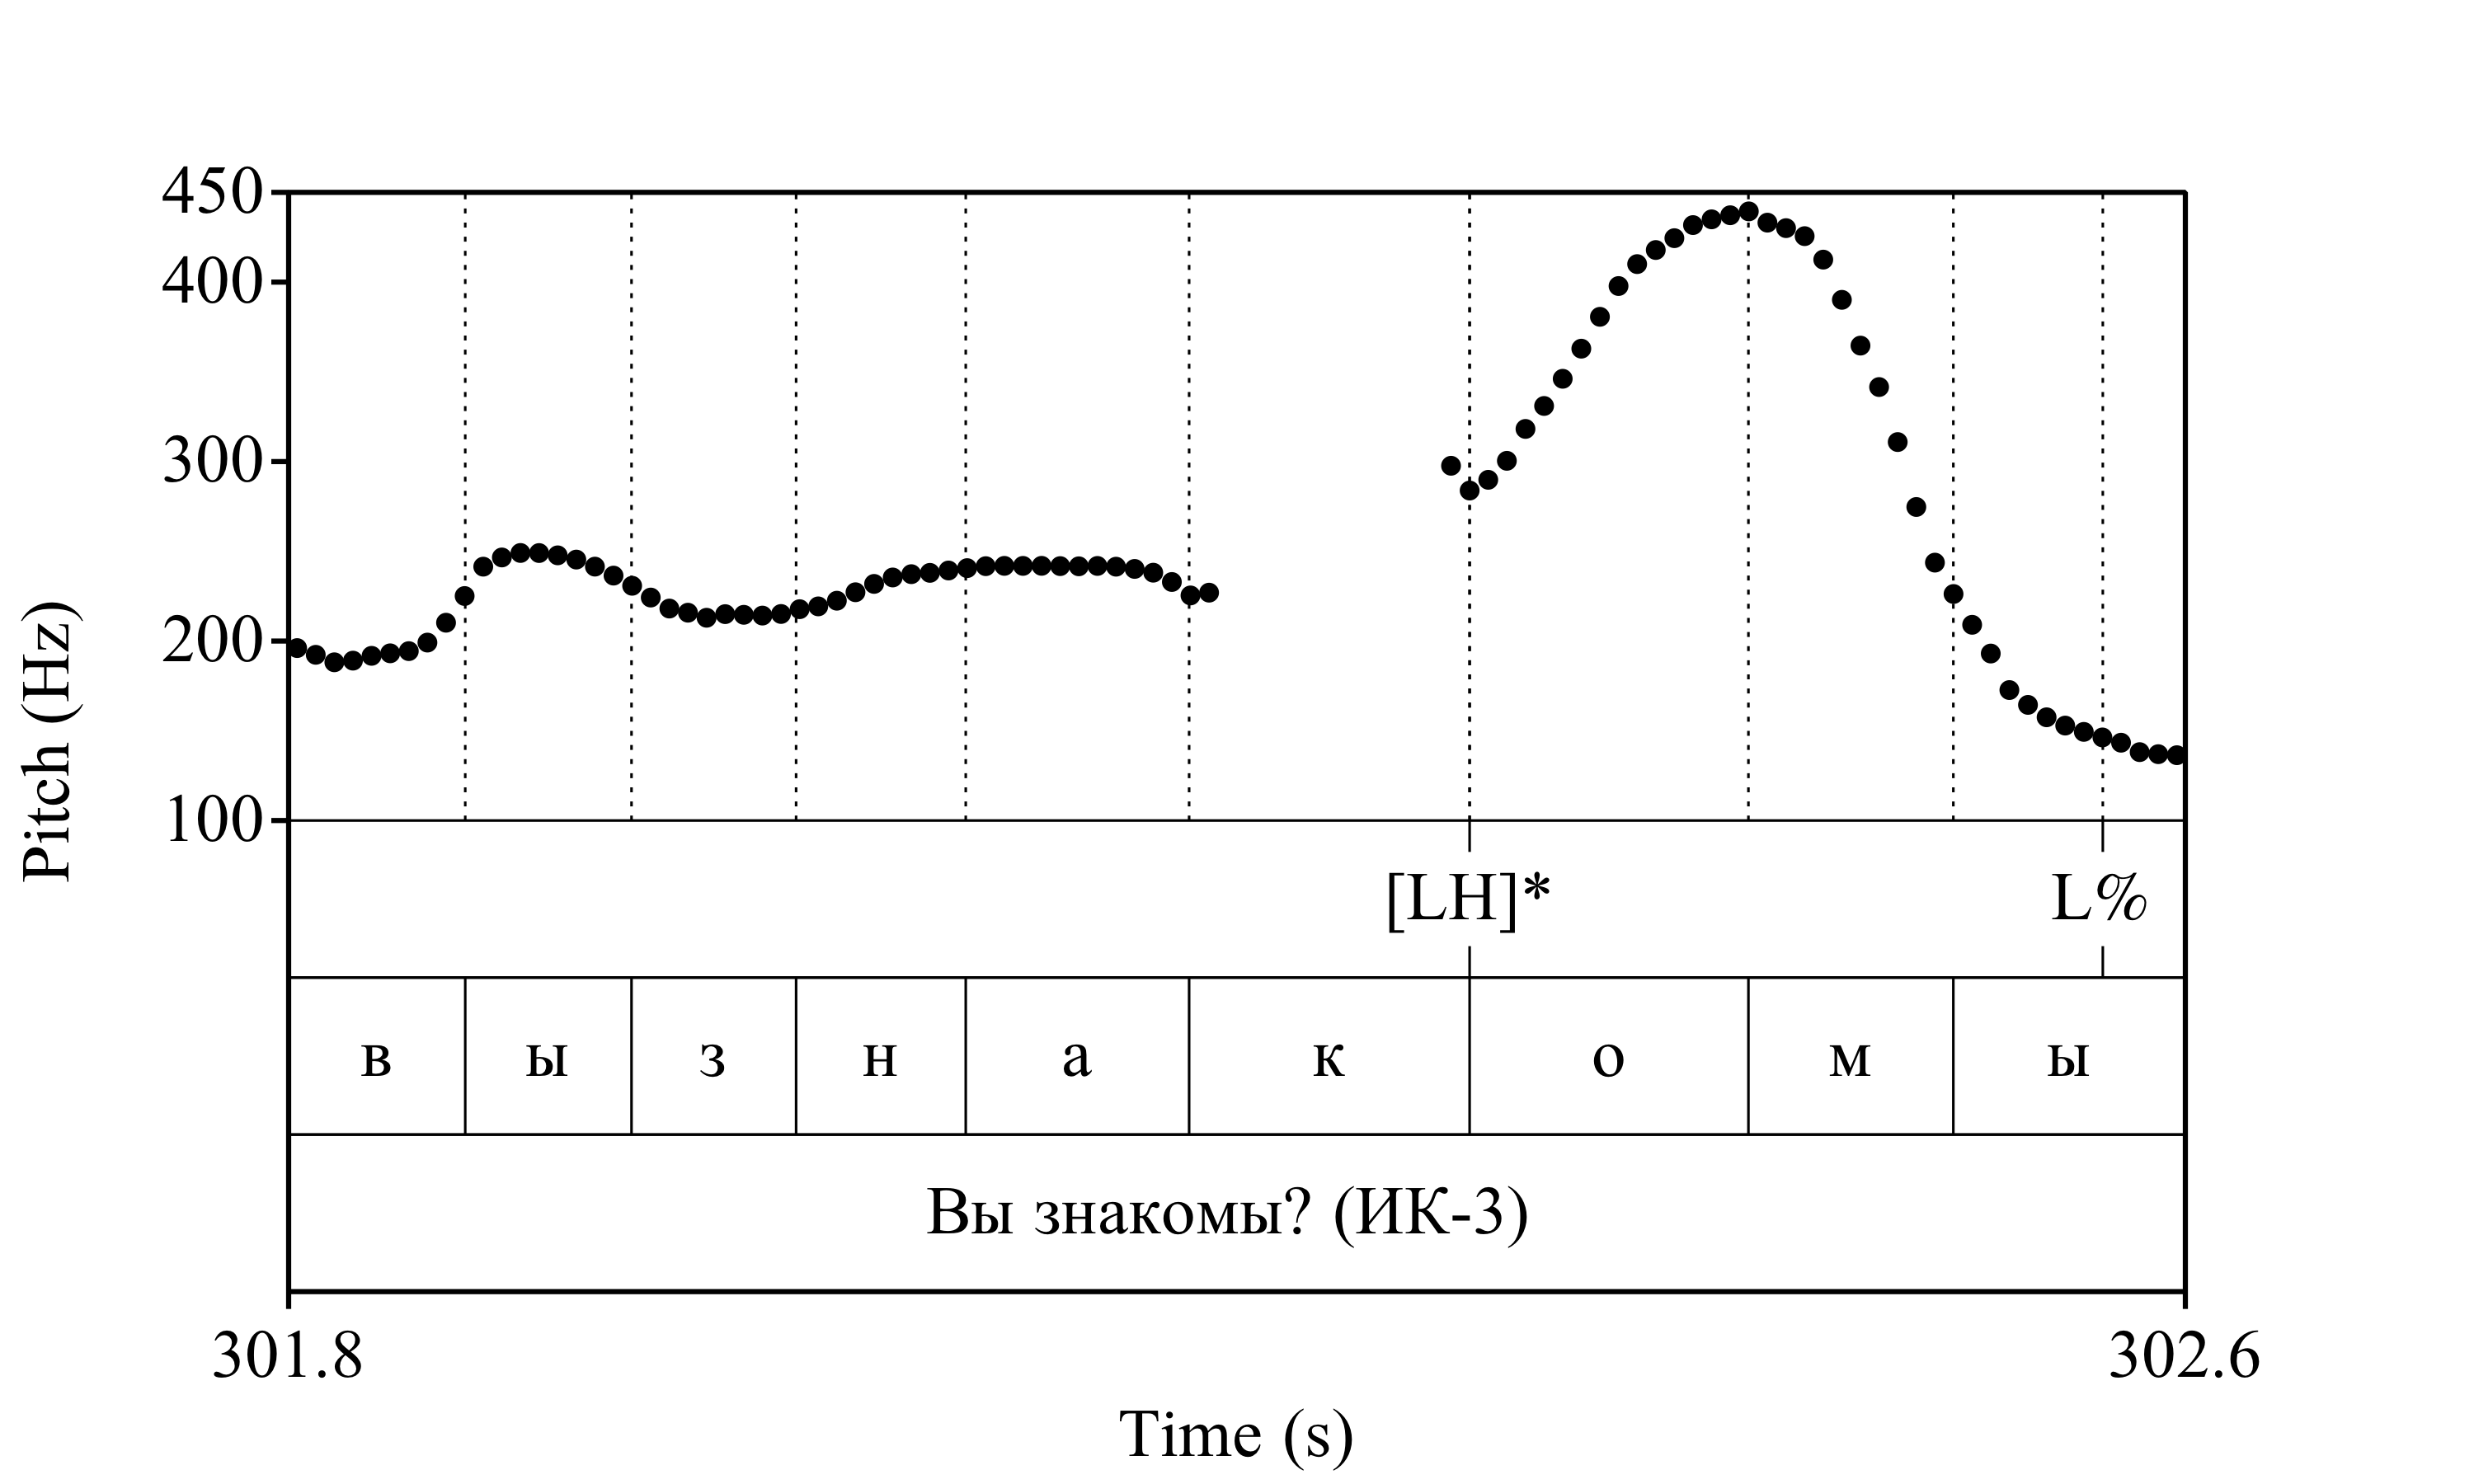 450
400
300
200
100
Pitch (Hz)
[LH]* L%
в ы з н а к о м ы
Вы знакомы? (ИК-3)
301.8 302.6
Time (s)